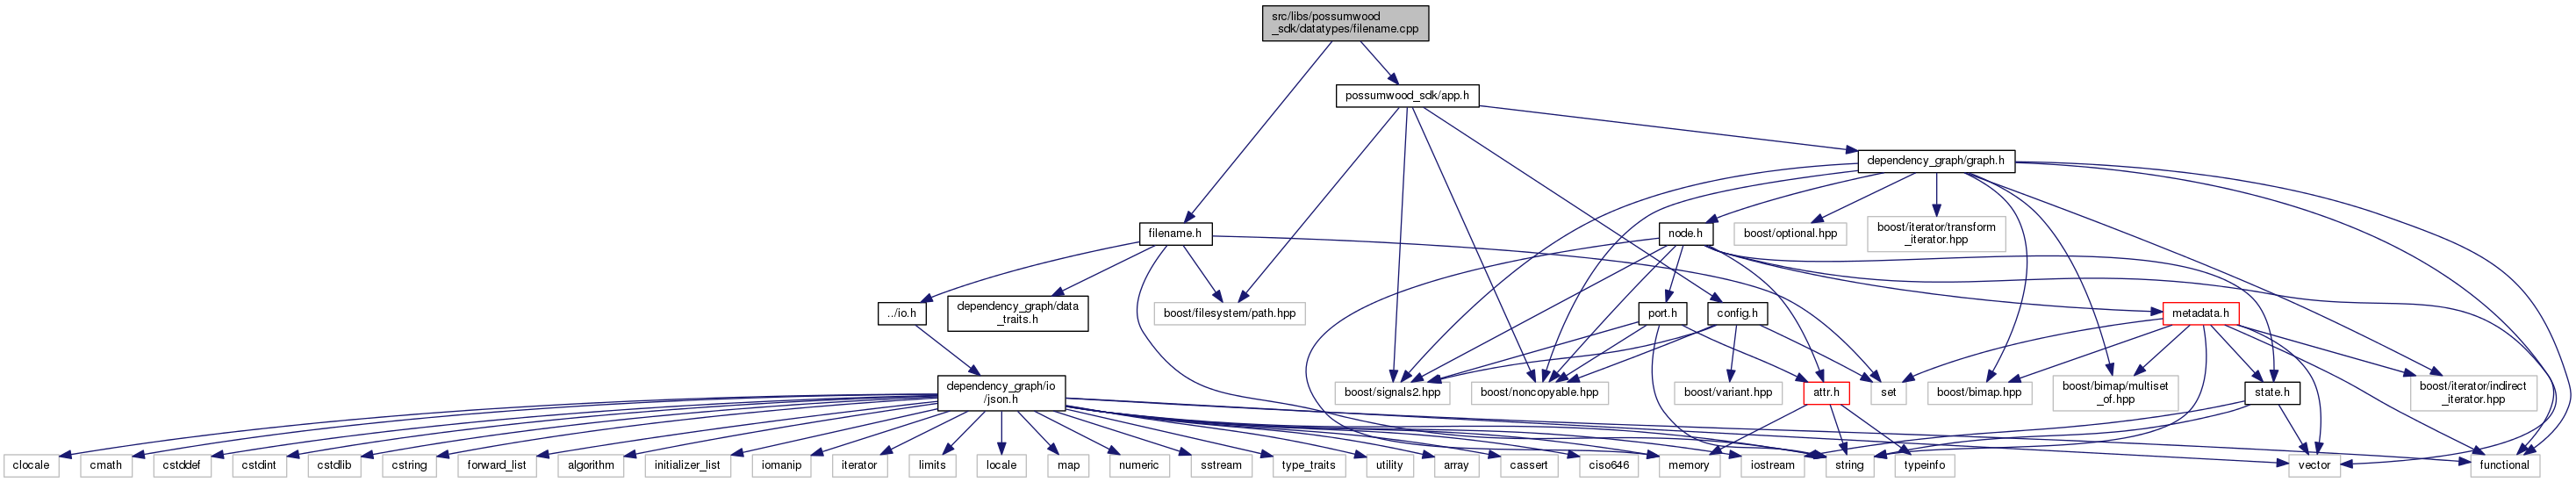 src/libs/possumwood
_sdk/datatypes/filename.cpp
possumwood_sdk/app.h
dependency_graph/graph.h
filename.h
node.h
boost/optional.hpp
boost/iterator/transform
_iterator.hpp
../io.h
dependency_graph/data
_traits.h
boost/filesystem/path.hpp
port.h
config.h
metadata.h
dependency_graph/io
/json.h
boost/signals2.hpp
boost/noncopyable.hpp
boost/variant.hpp
attr.h
set
boost/bimap.hpp
boost/bimap/multiset
_of.hpp
state.h
boost/iterator/indirect
_iterator.hpp
clocale
cmath
cstddef
cstdint
cstdlib
cstring
forward_list
algorithm
initializer_list
iomanip
iterator
limits
locale
map
numeric
sstream
type_traits
utility
array
cassert
ciso646
memory
iostream
string
typeinfo
vector
functional